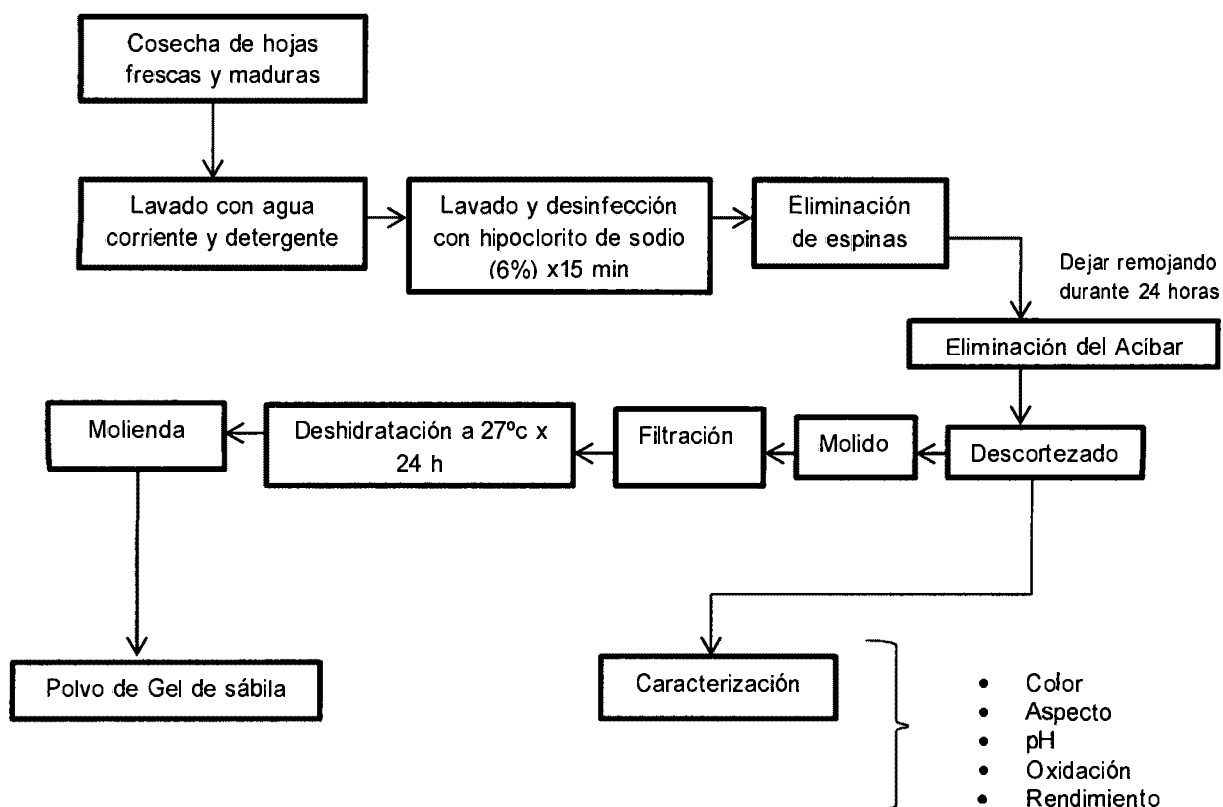 Cosecha de hojas
frescas y maduras
Lavado con agua
corriente y detergente
Lavado y desinfección
con hipoclorito de sodio
(6%) x15 min
Eliminación
de espinas
Dejar remojando
durante 24 horas
Eliminación del Acíbar
Descortezado
Molido
Filtración
Deshidratación a 27ºc x
24 h
Molienda
Polvo de Gel de sábila
Caracterización
• Color
• Aspecto
• pH
• Oxidación
• Rendimiento